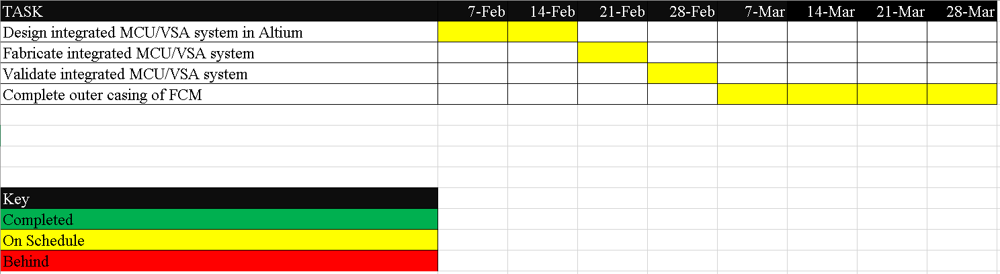 TASK 7-Feb 14-Feb 21-Feb 28-Feb 7-Mar 14-Mar 21-Mar 28-Mar
Design integrated MCU/VSA system in Altium
Fabricate integrated MCU/VSA system
Validate integrated MCU/VSA system
Complete outer casing of FCM
Key
Completed
On Schedule
Behind